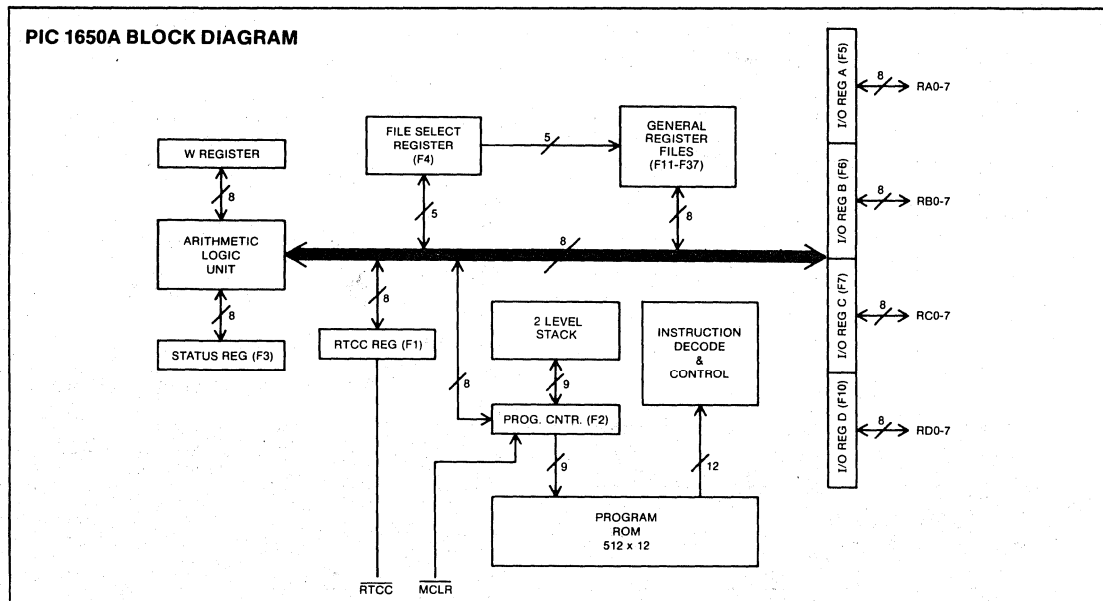 PIC 1650A BLOCK DIAGRAM
W REGISTER
8
ARITHMETIC
LOGIC
UNIT
8
STATUS REG (F3)
FILE SELECT
REGISTER
(F4)
5
5
GENERAL
REGISTER
FILES
(F11-F37)
8
8
8
RTCC REG (F1)
8
2 LEVEL
STACK
9
PROG. CNTR. (F2)
9
INSTRUCTION
DECODE
&
CONTROL
12
PROGRAM
ROM
512 x 12
RTCC
MCLR
I/O REG A (F5)
8
RA0-7
I/O REG B (F6)
8
RB0-7
I/O REG C (F7)
8
RC0-7
I/O REG D (F10)
8
RD0-7